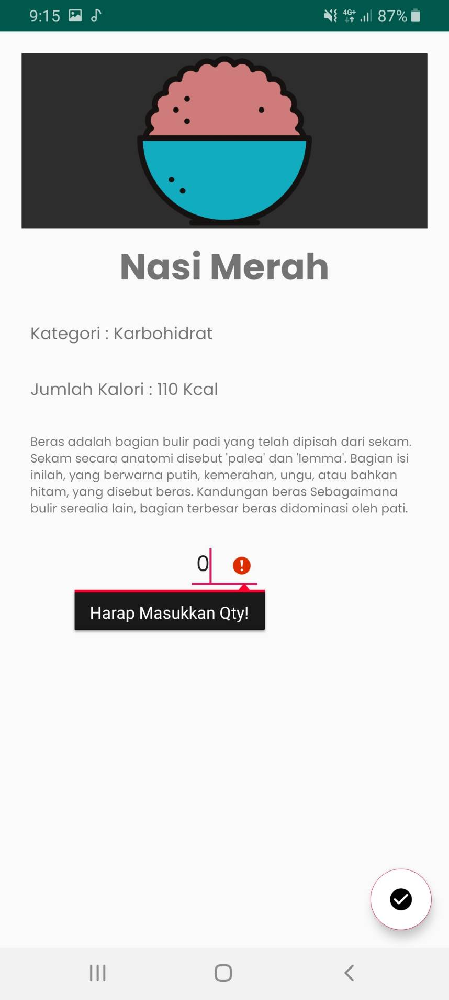 9:15
4G+
87%
Nasi Merah
Kategori : Karbohidrat
Jumlah Kalori : 110 Kcal
Beras adalah bagian bulir padi yang telah dipisah dari sekam.
Sekam secara anatomi disebut 'palea' dan 'lemma'. Bagian isi
inilah, yang berwarna putih, kemerahan, ungu, atau bahkan
hitam, yang disebut beras. Kandungan beras Sebagaimana
bulir serealia lain, bagian terbesar beras didominasi oleh pati.
0
Harap Masukkan Qty!